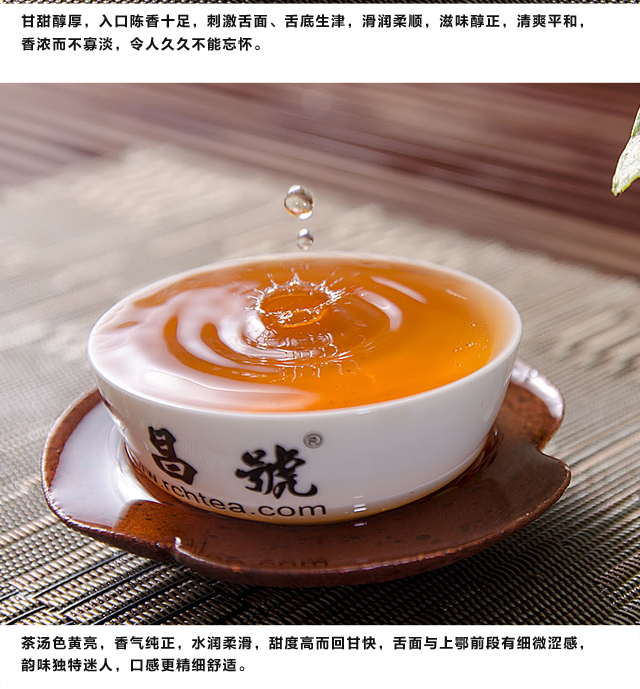 甘甜醇厚，入口陈香十足，刺激舌面、舌底生津，滑润柔顺，滋味醇正，清爽平和，
香浓而不寡淡，令人久久不能忘怀。
昌號®
w.rchtea.com
茶汤色黄亮，香气纯正，水润柔滑，甜度高而回甘快，舌面与上鄂前段有细微涩感，
韵味独特迷人，口感更精细舒适。